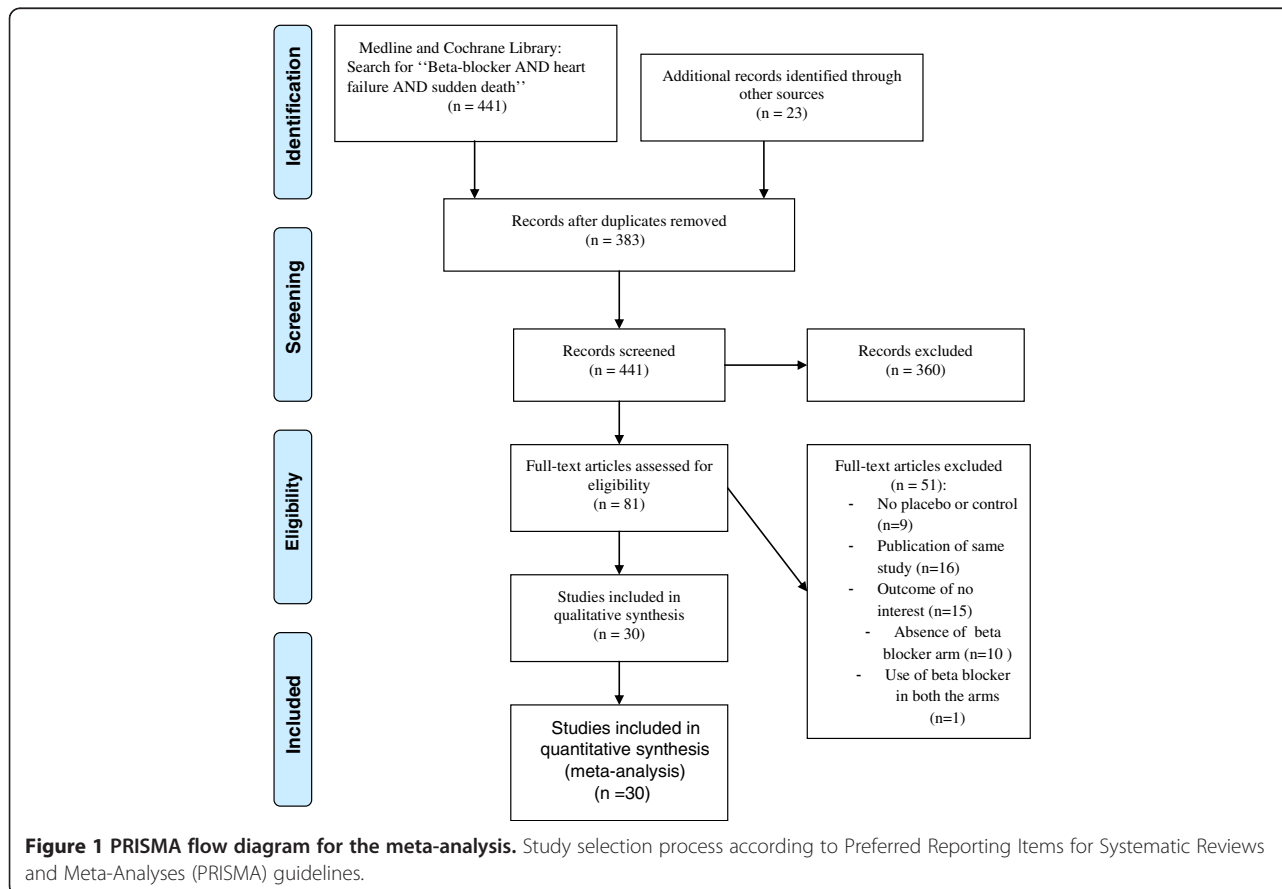 Identification
Medline and Cochrane Library:
Search for ‘‘Beta-blocker AND heart
failure AND sudden death’’
(n = 441)
Additional records identified through
other sources
(n = 23)
Records after duplicates removed
(n = 383)
Screening
Records screened
(n = 441)
Records excluded
(n = 360)
Eligibility
Full-text articles assessed for
eligibility
(n = 81)
Full-text articles excluded
(n = 51):
- No placebo or control
(n=9)
- Publication of same
study (n=16)
- Outcome of no
interest (n=15)
- Absence of beta
blocker arm (n=10 )
- Use of beta blocker
in both the arms
(n=1)
Studies included in
qualitative synthesis
(n = 30)
Included
Studies included in
quantitative synthesis
(meta-analysis)
(n =30)
Figure 1 PRISMA flow diagram for the meta-analysis. Study selection process according to Preferred Reporting Items for Systematic Reviews
and Meta-Analyses (PRISMA) guidelines.